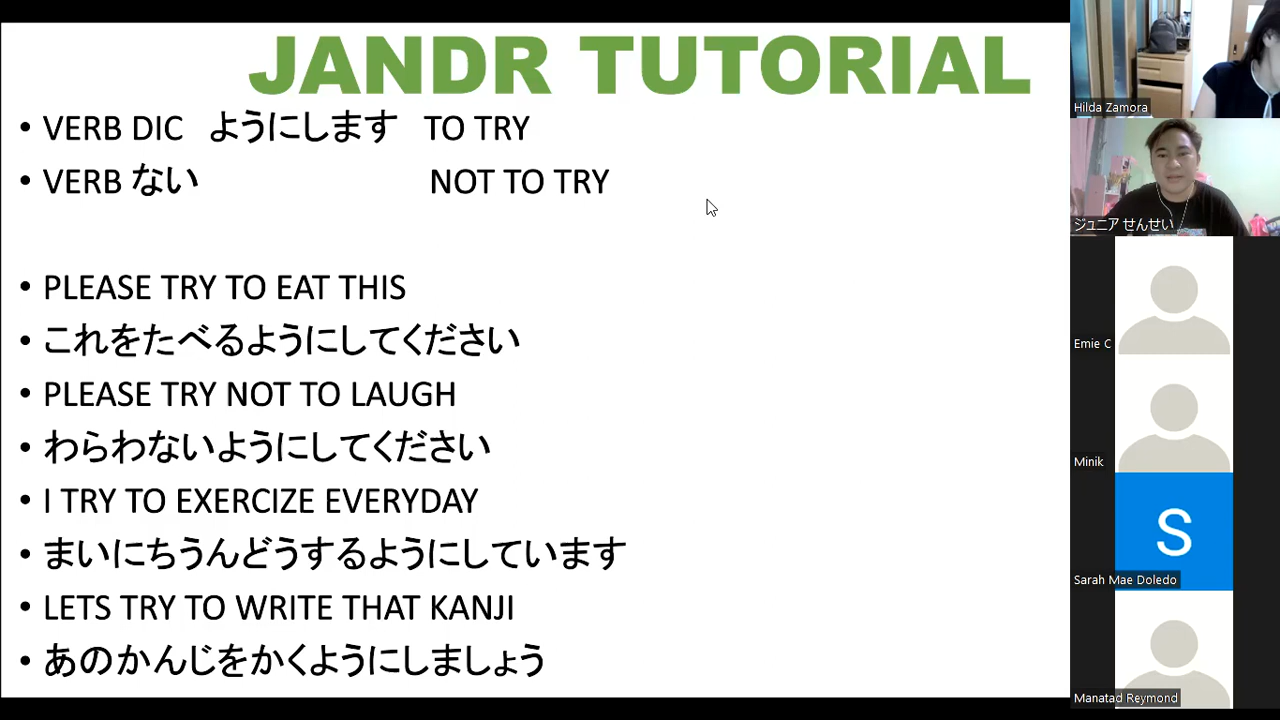 JANDR TUTORIAL
• VERB DIC ようにします TO TRY
• VERB ない NOT TO TRY
• PLEASE TRY TO EAT THIS
• これをたべるようにしてください
• PLEASE TRY NOT TO LAUGH
• わらわないようにしてください
• I TRY TO EXERCIZE EVERYDAY
• まいにちうんどうするようにしています
• LETS TRY TO WRITE THAT KANJI
• あのかんじをかくようにしましょう
Hilda Zamora
ジュニア せんせい
Emie C
Minik
S
Sarah Mae Doledo
Manatad Reymond